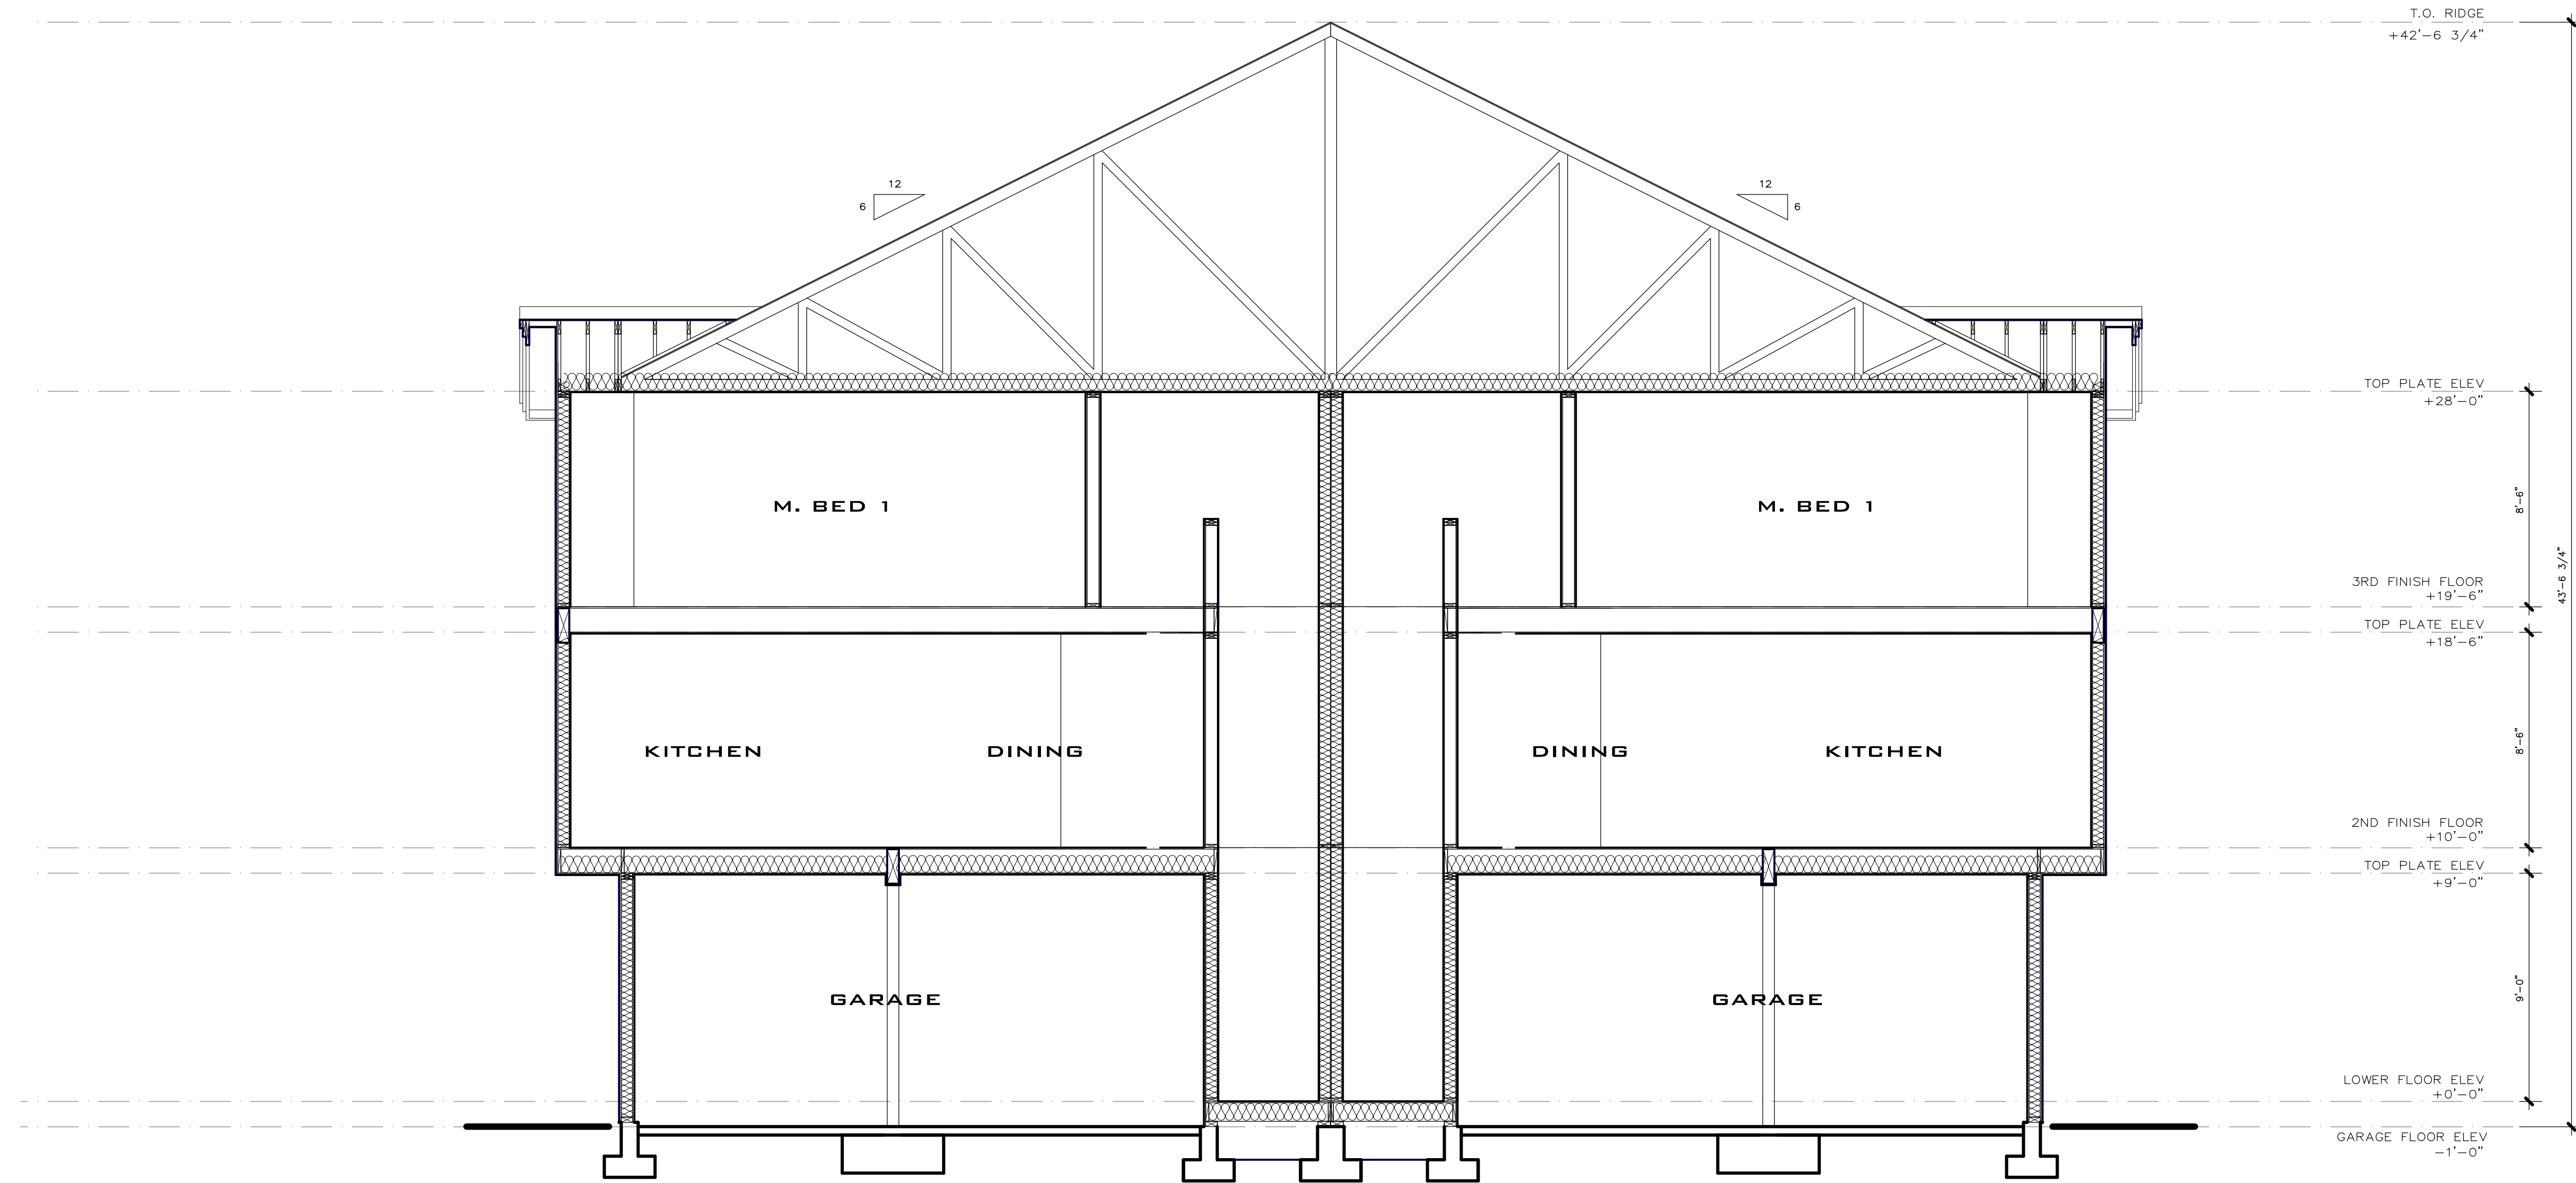 T.O. RIDGE
+42'-6 3/4"
12
6
12
6
TOP PLATE ELEV
+28'-0"
M. BED 1
M. BED 1
8'-6"
43'-6 3/4"
3RD FINISH FLOOR
+19'-6"
TOP PLATE ELEV
+18'-6"
KITCHEN
DINING
DINING
KITCHEN
8'-6"
2ND FINISH FLOOR
+10'-0"
TOP PLATE ELEV
+9'-0"
GARAGE
GARAGE
9'-0"
LOWER FLOOR ELEV
+0'-0"
GARAGE FLOOR ELEV
-1'-0"